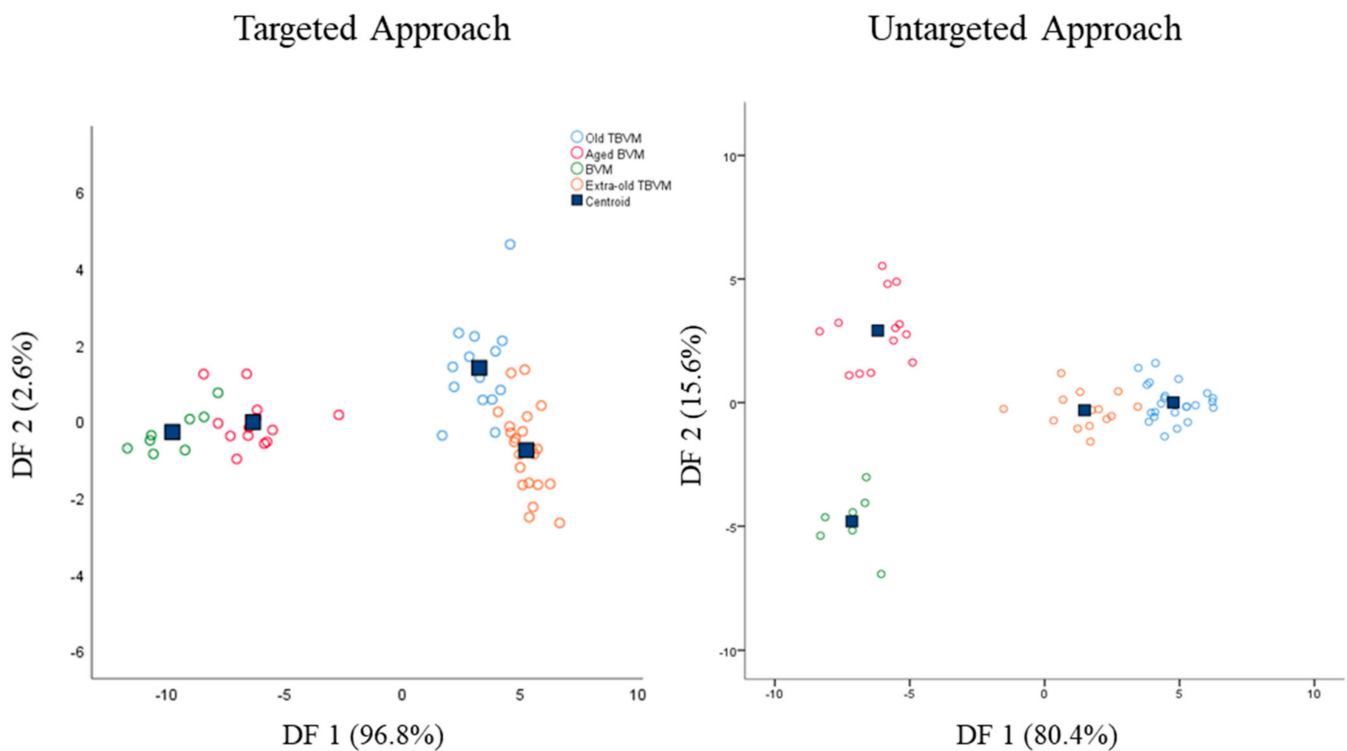 Targeted Approach
Untargeted Approach
Old TBVM
Aged BVM
BVM
Extra-old TBVM
Centroid
6
4
2
0
-2
-4
-6
DF 2 (2.6%)
-10
-5
0
5
10
DF 1 (96.8%)
10
5
0
-5
-10
DF 2 (15.6%)
-10
-5
0
5
10
DF 1 (80.4%)